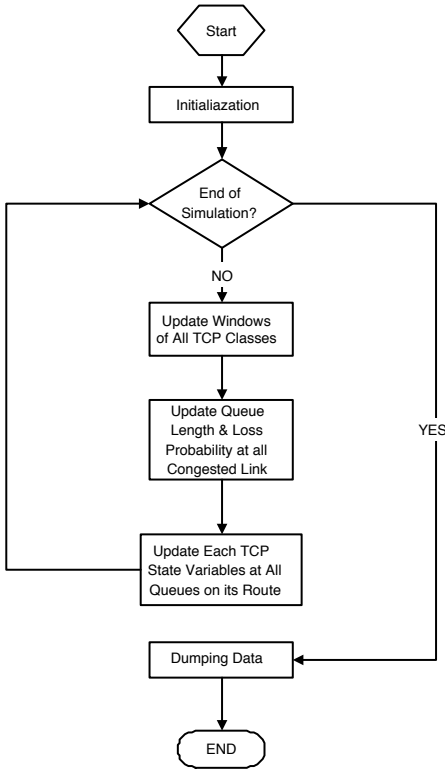 Start
Initialiazation
End of
Simulation?
NO
Update Windows
of All TCP Classes
Update Queue
Length & Loss
Probability at all
Congested Link
YES
Update Each TCP
State Variables at All
Queues on its Route
Dumping Data
END